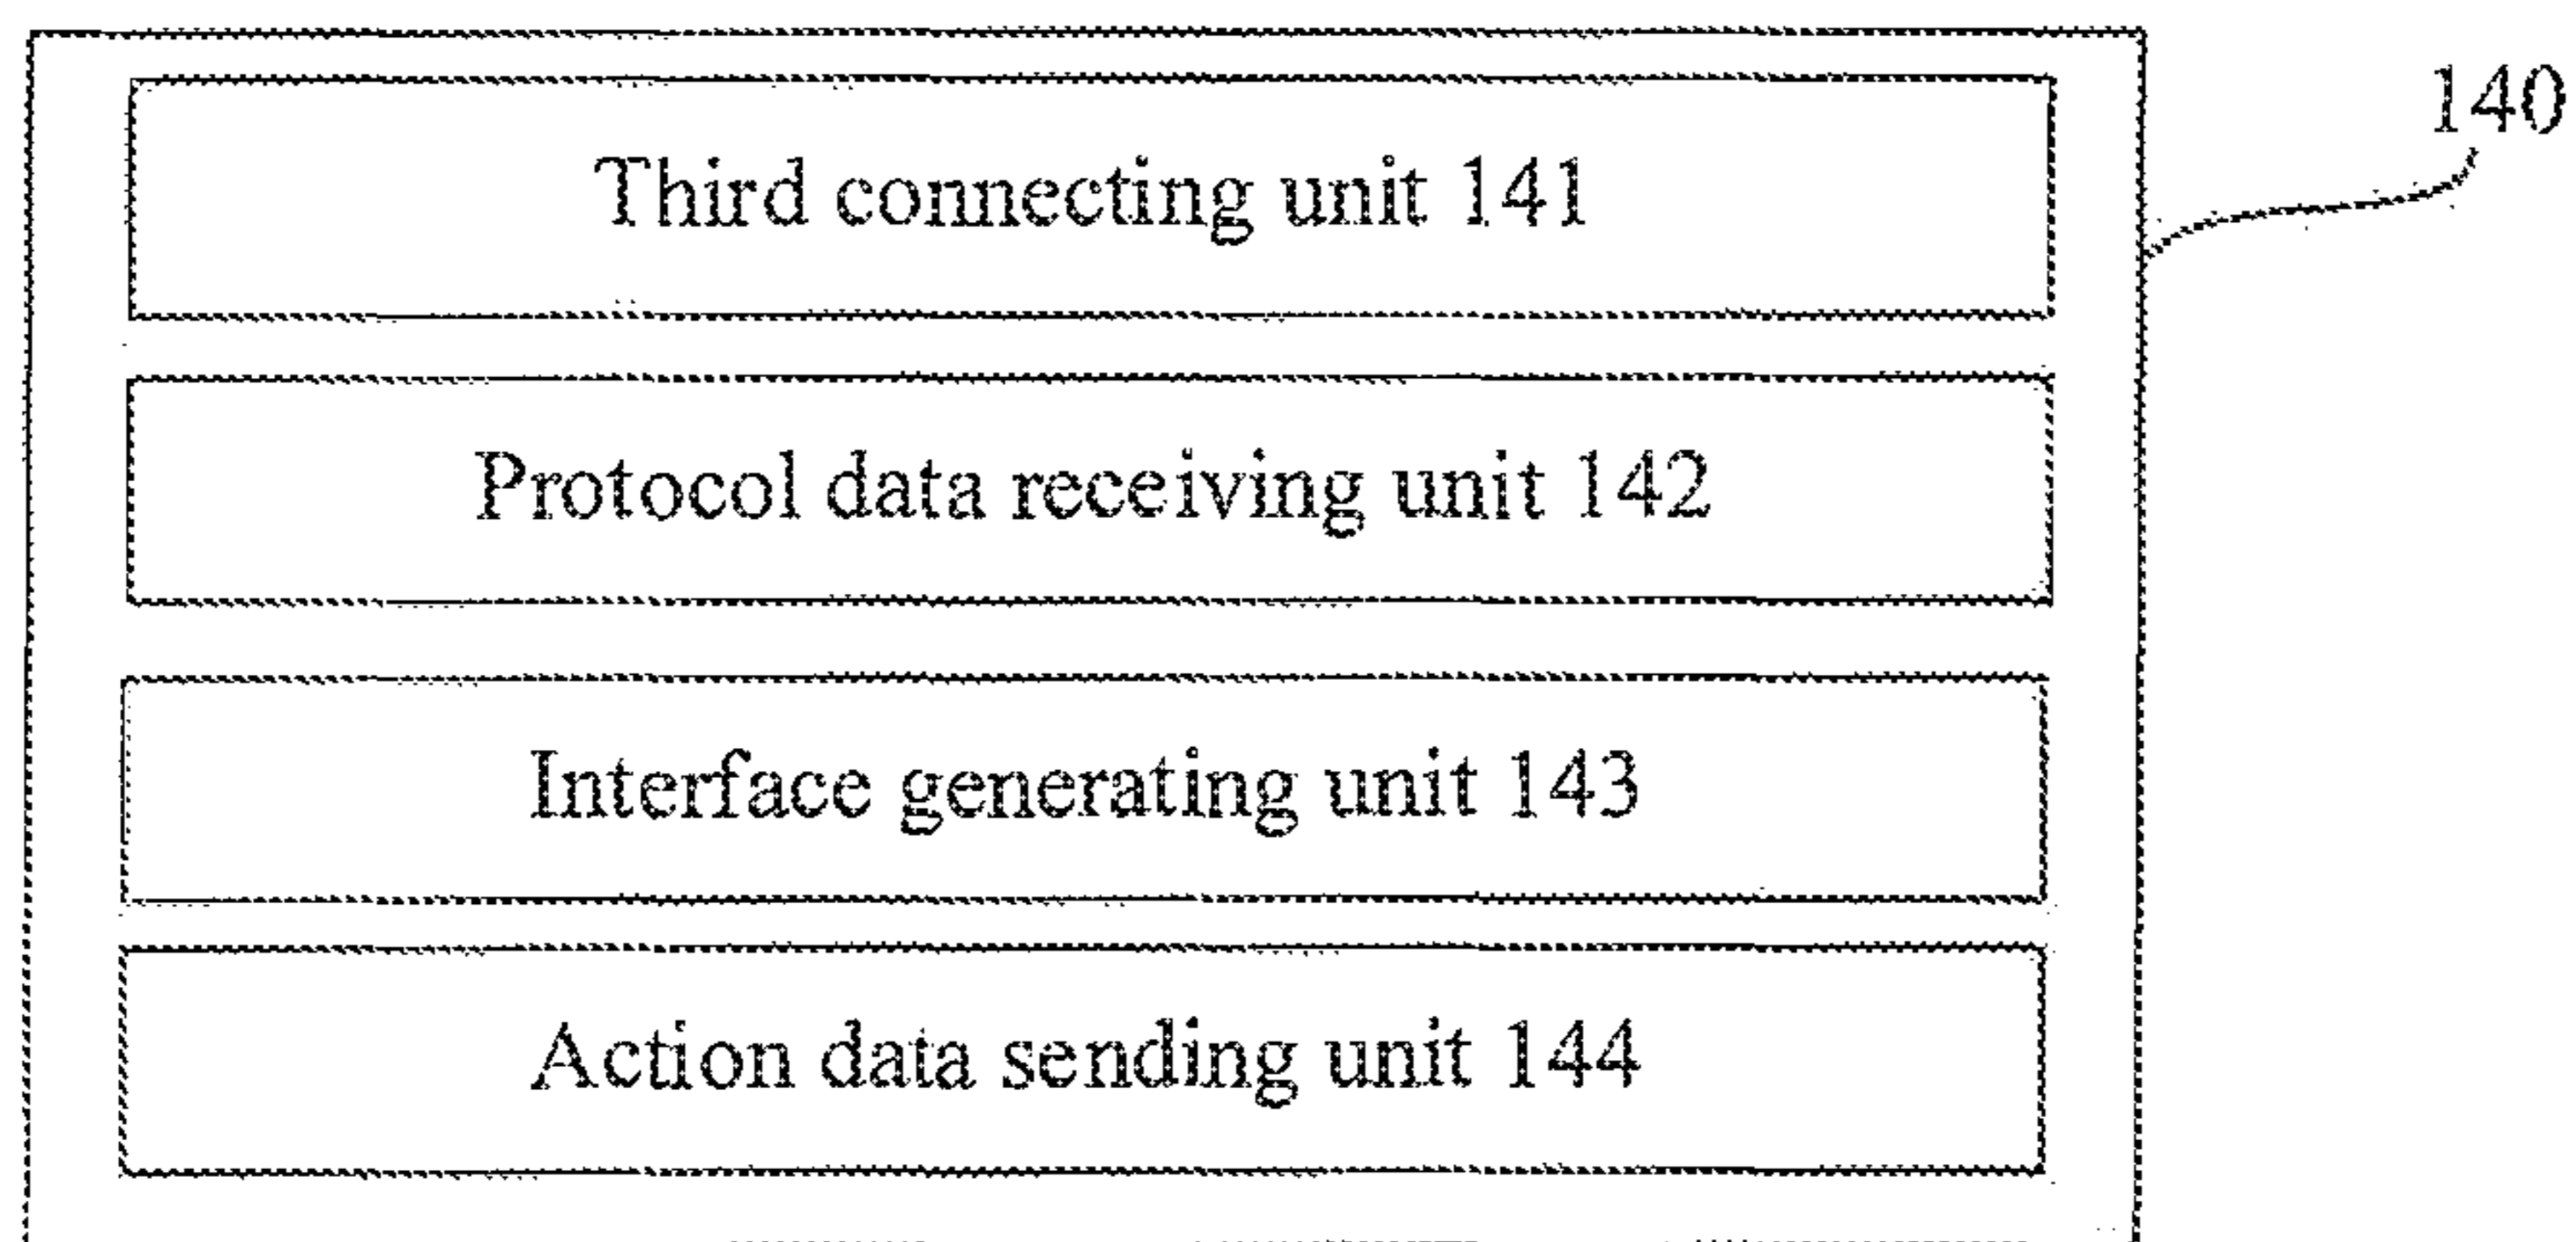 140
Third connecting unit 141
Protocol data receiving unit 142
Interface generating unit 143
Action data sending unit 144